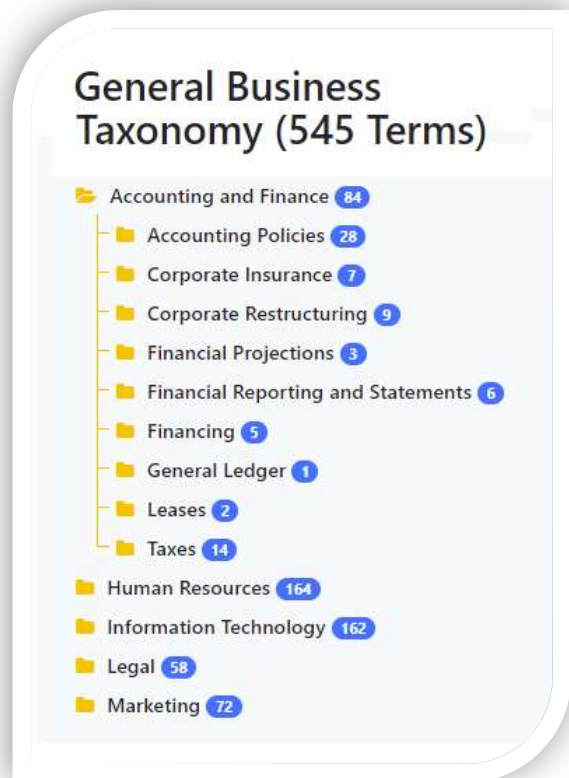 General Business
Taxonomy (545 Terms)
Accounting and Finance 84
Accounting Policies 28
Corporate Insurance 7
Corporate Restructuring 9
Financial Projections 3
Financial Reporting and Statements 6
Financing 5
General Ledger 1
Leases 2
Taxes 14
Human Resources 164
Information Technology 162
Legal 58
Marketing 72